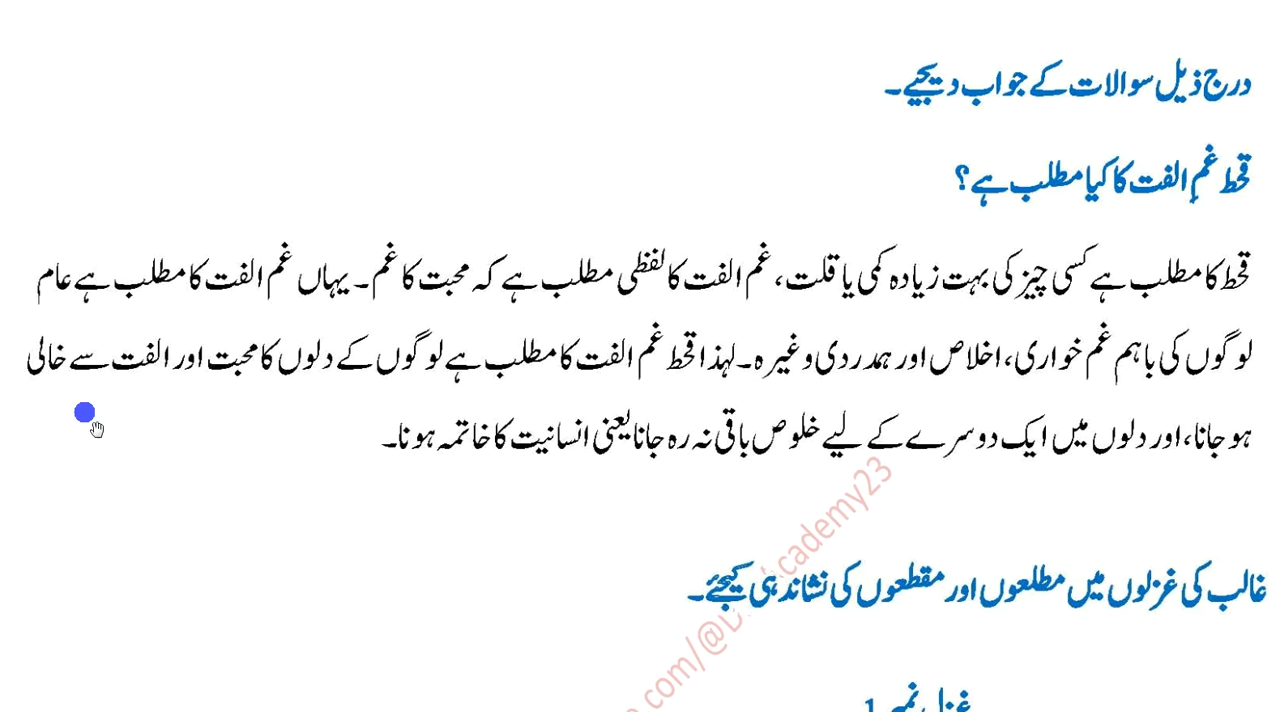 درج ذیل سوالات کے جواب دیجیے۔
قحط غمِ الفت کا کیا مطلب ہے؟
قحط کا مطلب ہے کسی چیز کی بہت زیادہ کمی یا قلت، غم الفت کا لفظی مطلب ہے کہ محبت کا غم۔ یہاں غم الفت کا مطلب ہے عام
لوگوں کی باہم غم خواری، اخلاص اور ہمدردی وغیرہ۔ لہذا قحط غم الفت کا مطلب ہے لوگوں کے دلوں کا محبت اور الفت سے خالی
ہو جانا، اور دلوں میں ایک دوسرے کے لیے خلوص باقی نہ رہ جانا یعنی انسانیت کا خاتمہ ہونا۔
غالب کی غزلوں میں مطلعوں اور مقطعوں کی نشاندہی کیجئے۔
غزل نمبر 1